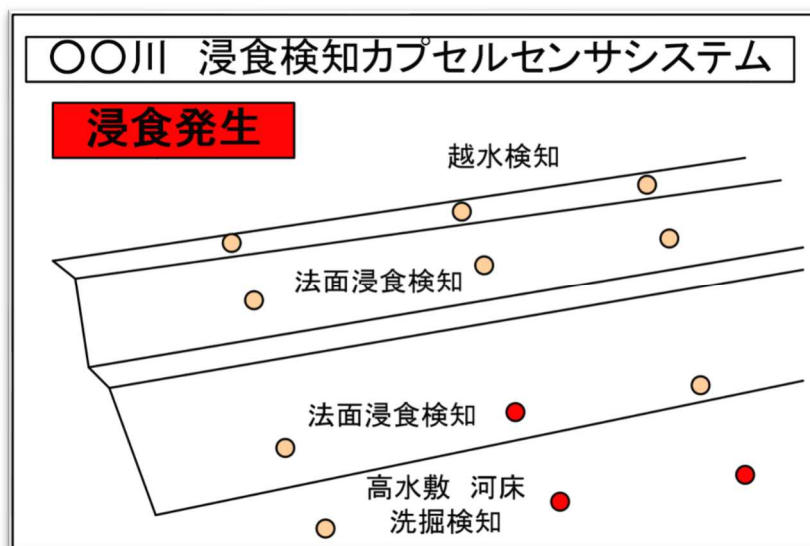 〇〇川 浸食検知カプセルセンサシステム
浸食発生
越水検知
法面浸食検知
法面浸食検知
高水敷 河床
洗掘検知